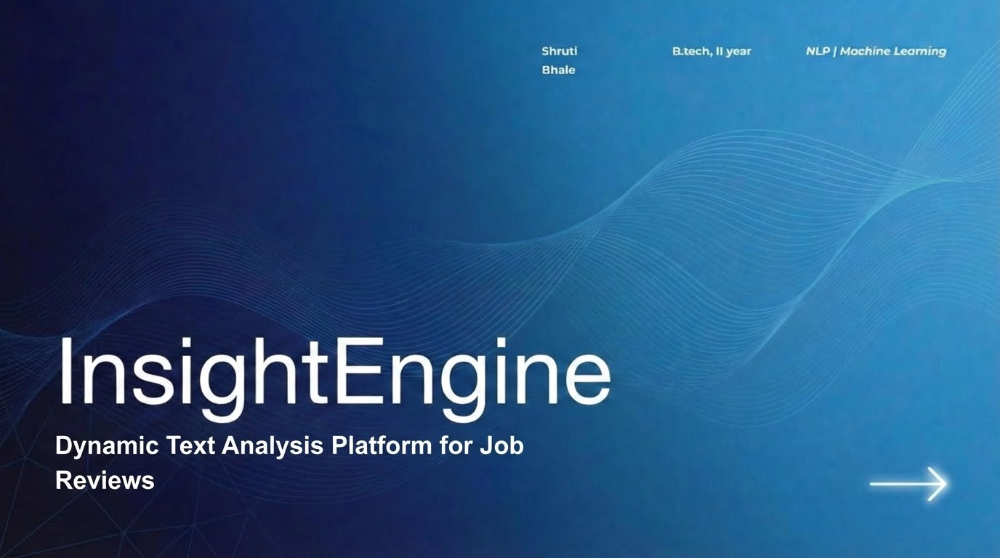 Shruti
Bhale
B.tech, II year
NLP | Machine Learning
InsightEngine
Dynamic Text Analysis Platform for Job
Reviews